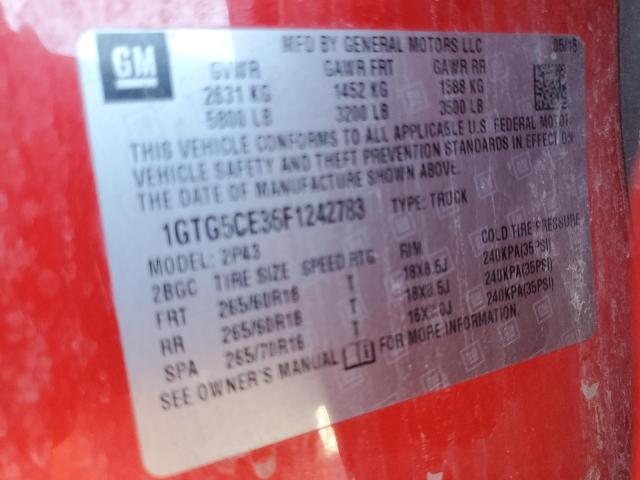 GM
MFD BY GENERAL MOTORS LLC 05/15
GVWR GAWR FRT GAWR RR
2631 KG 1452 KG 1588 KG
5800 LB 3200 LB 3500 LB
THIS VEHICLE CONFORMS TO ALL APPLICABLE U.S. FEDERAL MOTOR
VEHICLE SAFETY AND THEFT PREVENTION STANDARDS IN EFFECT ON
THE DATE OF MANUFACTURE SHOWN ABOVE.
1GTG5CE35F1242783 TYPE: TRUCK
MODEL: 2P43
2BGC TIRE SIZE SPEED RTG RIM COLD TIRE PRESSURE
FRT 265/60R18 T 18X8.5J 240KPA(35PSI)
RR 265/60R18 T 18X8.5J 240KPA(35PSI)
SPA 265/70R16 T 240KPA(35PSI)
SEE OWNER'S MANUAL FOR MORE INFORMATION.